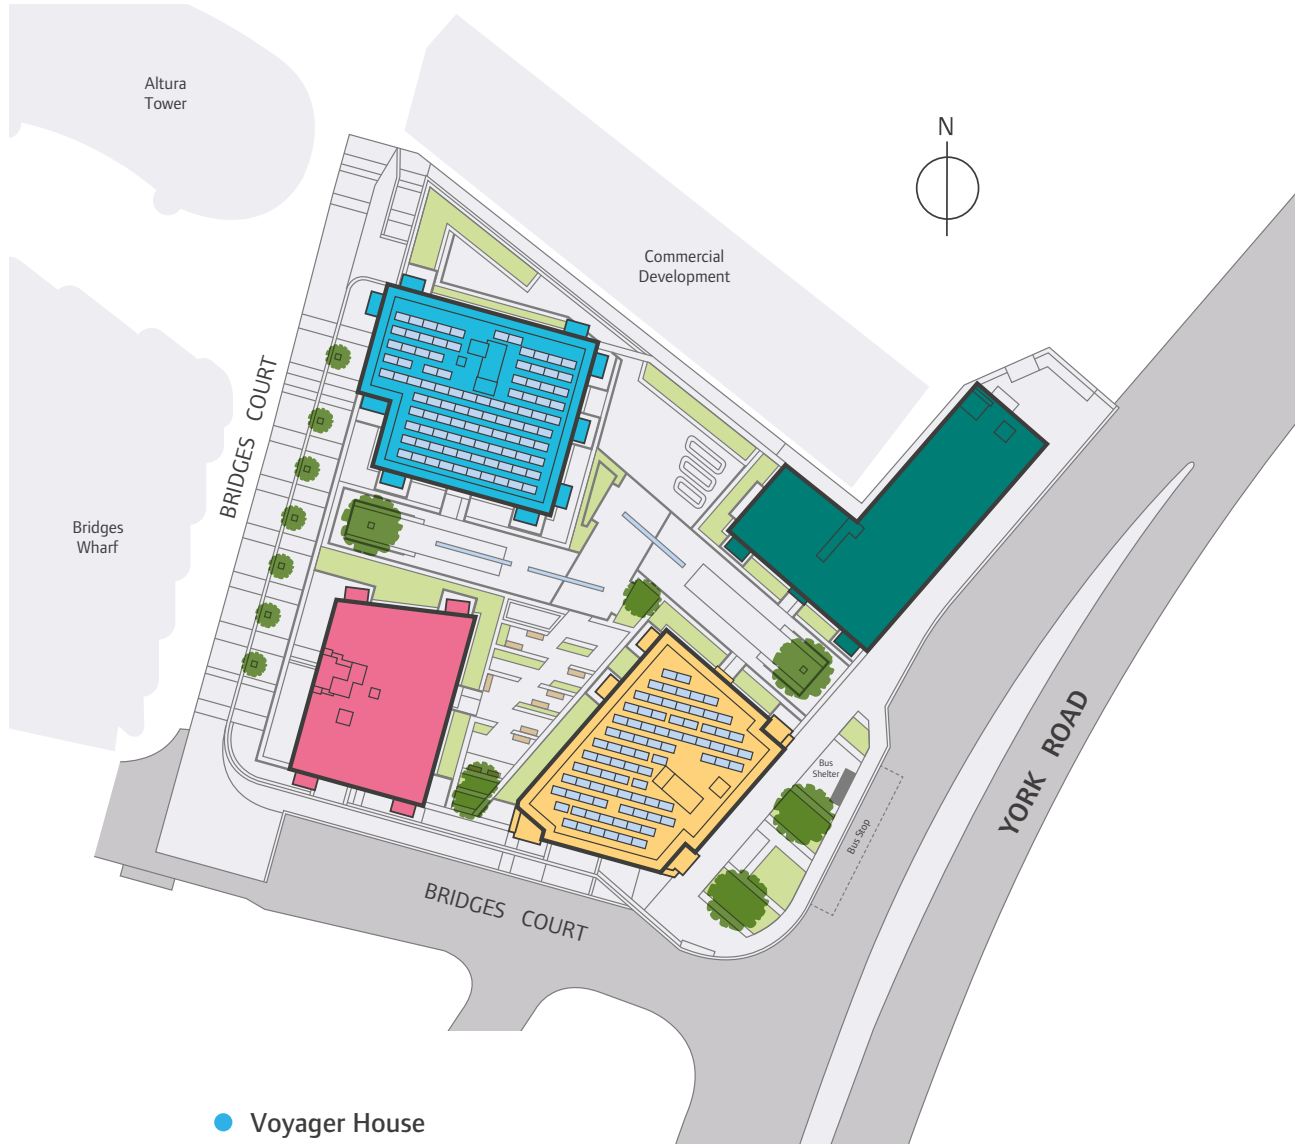 Altura
Tower
N
Commercial
Development
BRIDGES COURT
Bridges
Wharf
YORK ROAD
Bus
Shelter
Bus Stop
BRIDGES COURT
Voyager House